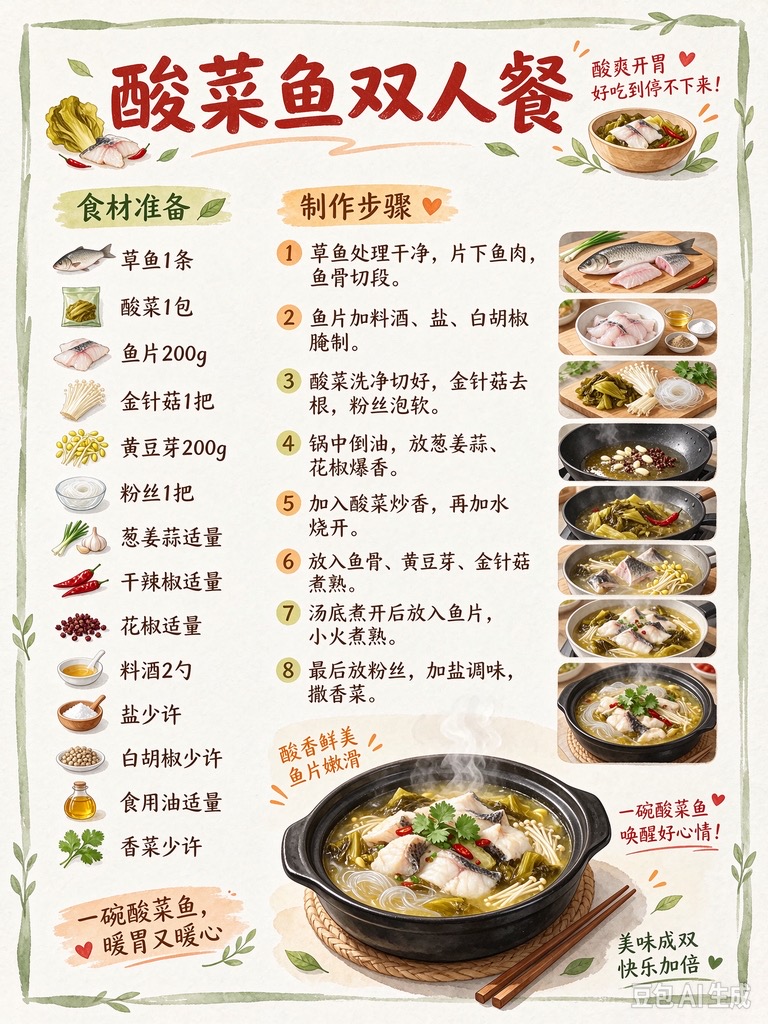 酸菜鱼双人餐
酸爽开胃
好吃到停不下来！
食材准备
草鱼1条
酸菜1包
鱼片200g
金针菇1把
黄豆芽200g
粉丝1把
葱姜蒜适量
干辣椒适量
花椒适量
料酒2勺
盐少许
白胡椒少许
食用油适量
香菜少许
一碗酸菜鱼，
暖胃又暖心
制作步骤
1 草鱼处理干净，片下鱼肉，
鱼骨切段。
2 鱼片加料酒、盐、白胡椒
腌制。
3 酸菜洗净切好，金针菇去
根，粉丝泡软。
4 锅中倒油，放葱姜蒜、
花椒爆香。
5 加入酸菜炒香，再加水
烧开。
6 放入鱼骨、黄豆芽、金针菇
煮熟。
7 汤底煮开后放入鱼片，
小火煮熟。
8 最后放粉丝，加盐调味，
撒香菜。
酸香鲜美
鱼片嫩滑
一碗酸菜鱼
唤醒好心情！
美味成双
快乐加倍
豆包AI生成